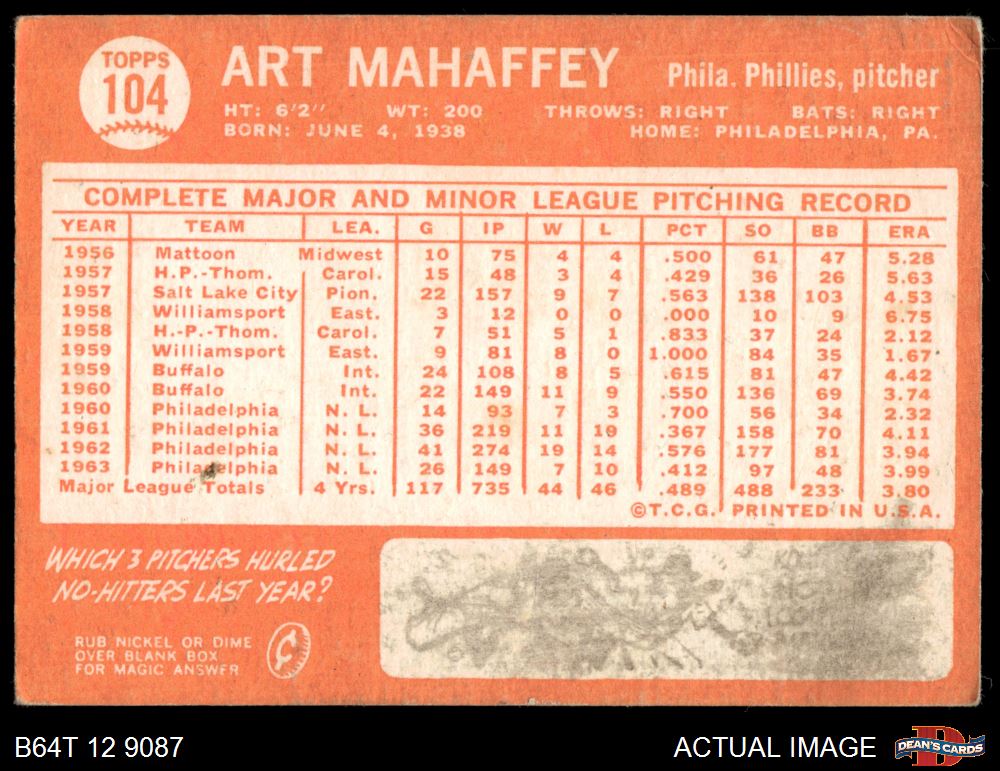 TOPPS
104
ART MAHAFFEY Phila. Phillies, pitcher
HT: 6'2" WT: 200 THROWS: RIGHT BATS: RIGHT
BORN: JUNE 4, 1938 HOME: PHILADELPHIA, PA.
COMPLETE MAJOR AND MINOR LEAGUE PITCHING RECORD
YEAR TEAM LEA. G IP W L PCT SO BB ERA
1956 Mattoon Midwest 10 75 4 4 .500 61 47 5.28
1957 H.P.-Thom. Carol. 15 48 3 4 .429 36 26 5.63
1957 Salt Lake City Pion. 22 157 9 7 .563 138 103 4.53
1958 Williamsport East. 3 12 0 0 .000 10 9 6.75
1958 H.-P.-Thom. Carol. 7 51 5 1 .833 37 24 2.12
1959 Williamsport East. 9 81 8 0 1.000 84 35 1.67
1959 Buffalo Int. 24 108 8 5 .615 81 47 4.42
1960 Buffalo Int. 22 149 11 9 .550 136 69 3.74
1960 Philadelphia N. L. 14 93 7 3 .700 56 34 2.32
1961 Philadelphia N. L. 36 219 11 19 .367 158 70 4.11
1962 Philadelphia N. L. 41 274 19 14 .576 177 81 3.94
1963 Philadelphia N. L. 26 149 7 10 .412 97 48 3.99
Major League Totals 4 Yrs. 117 735 44 46 .489 488 233 3.80
©T.C.G. PRINTED IN U.S.A.
WHICH 3 PITCHERS HURLED
NO-HITTERS LAST YEAR?
RUB NICKEL OR DIME
OVER BLANK BOX
FOR MAGIC ANSWER
B64T 12 9087 ACTUAL IMAGE DEAN'S CARDS